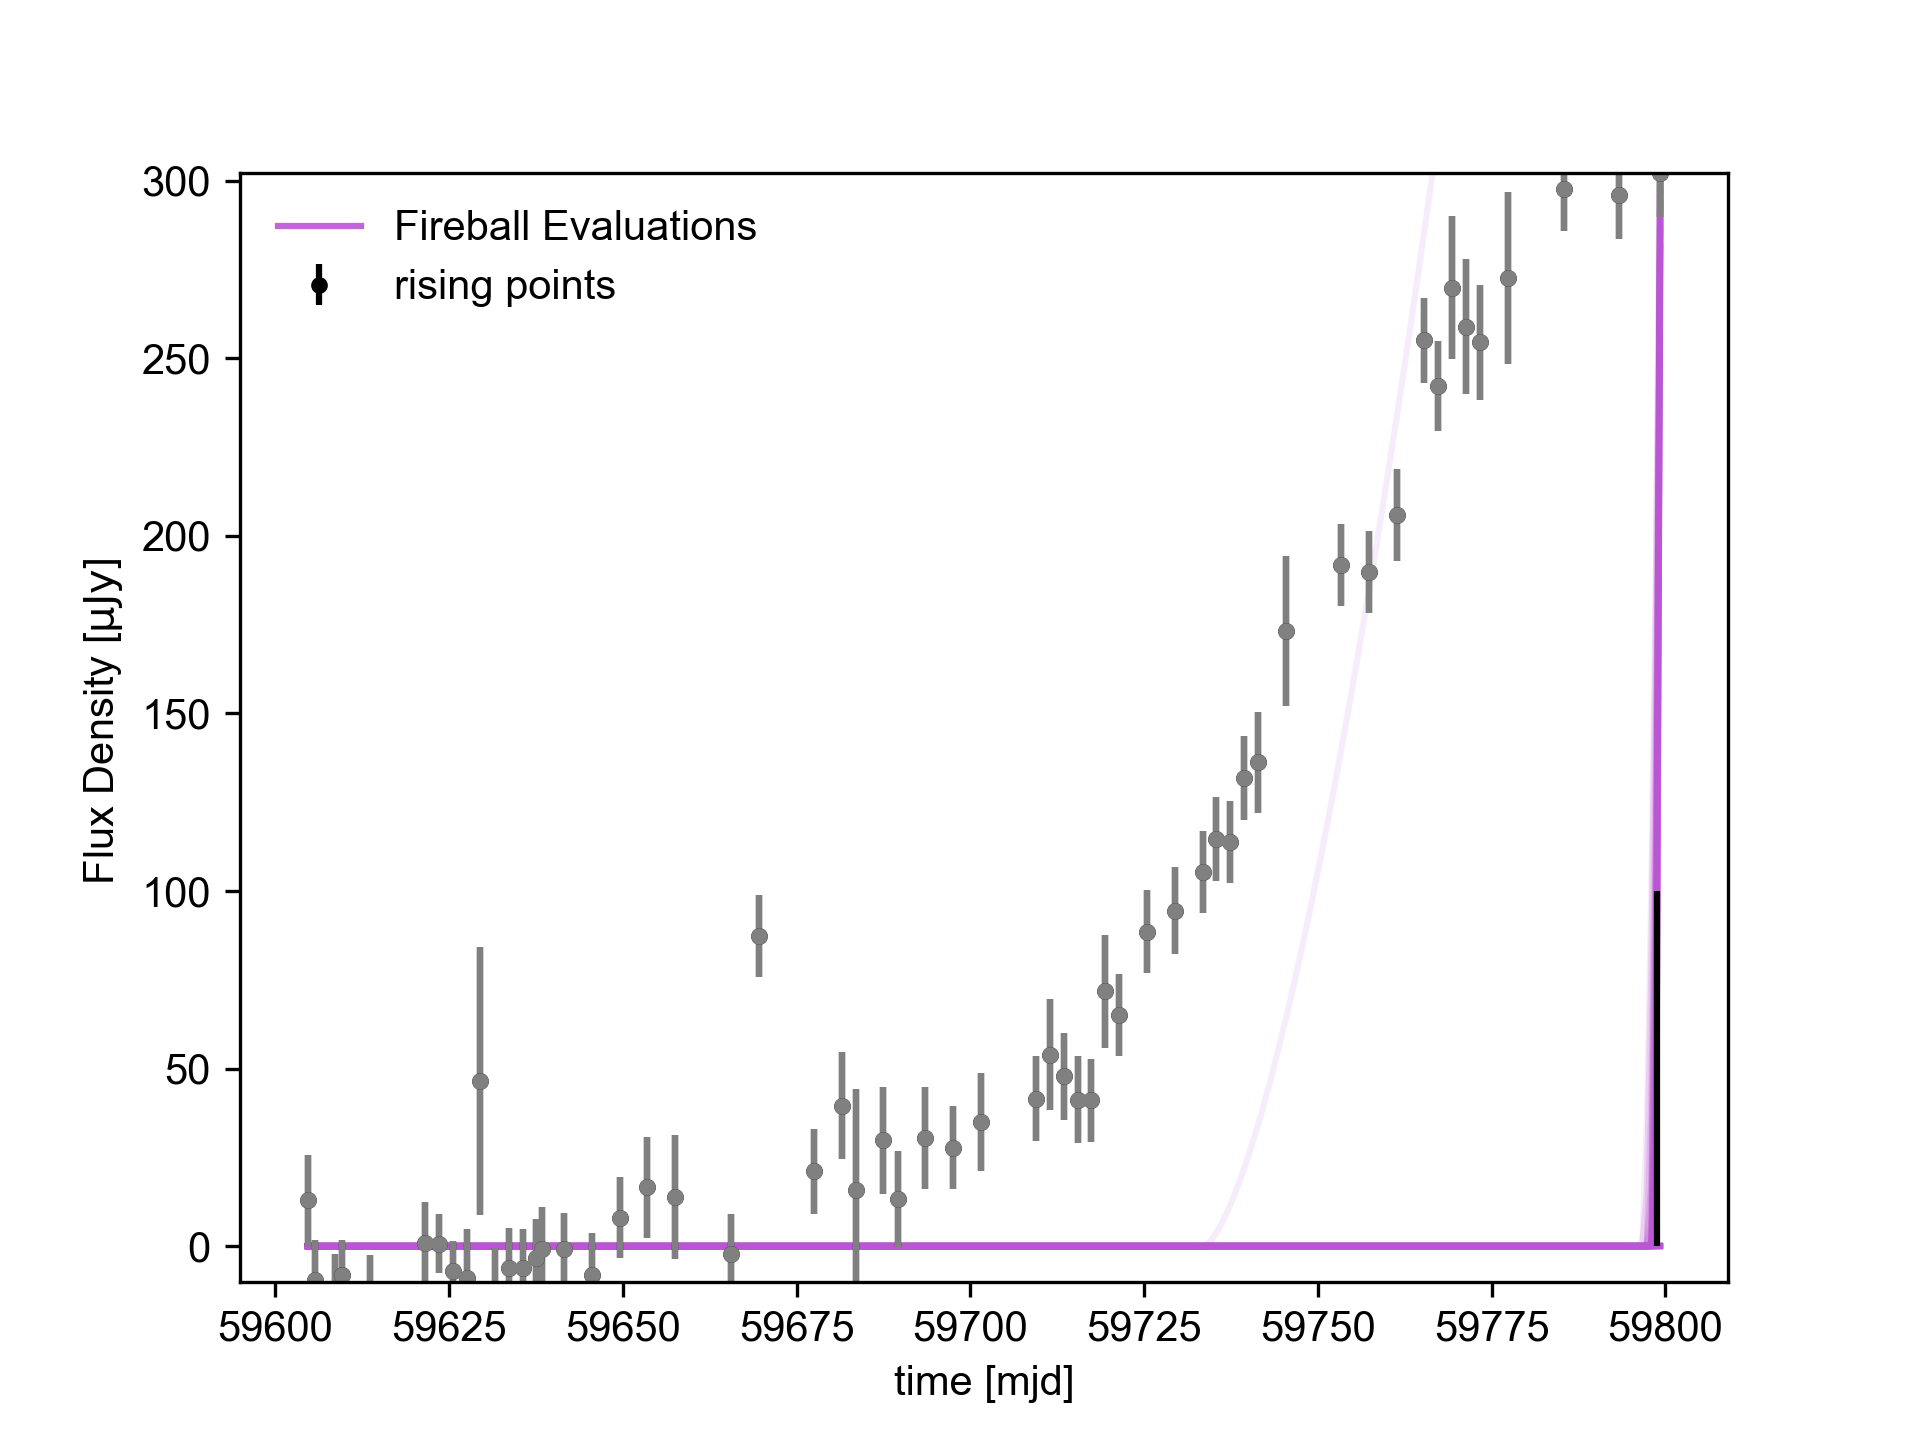 300
250
200
150
100
50
0
Flux Density [µJy]
Fireball Evaluations
rising points
59600 59625 59650 59675 59700 59725 59750 59775 59800
time [mjd]